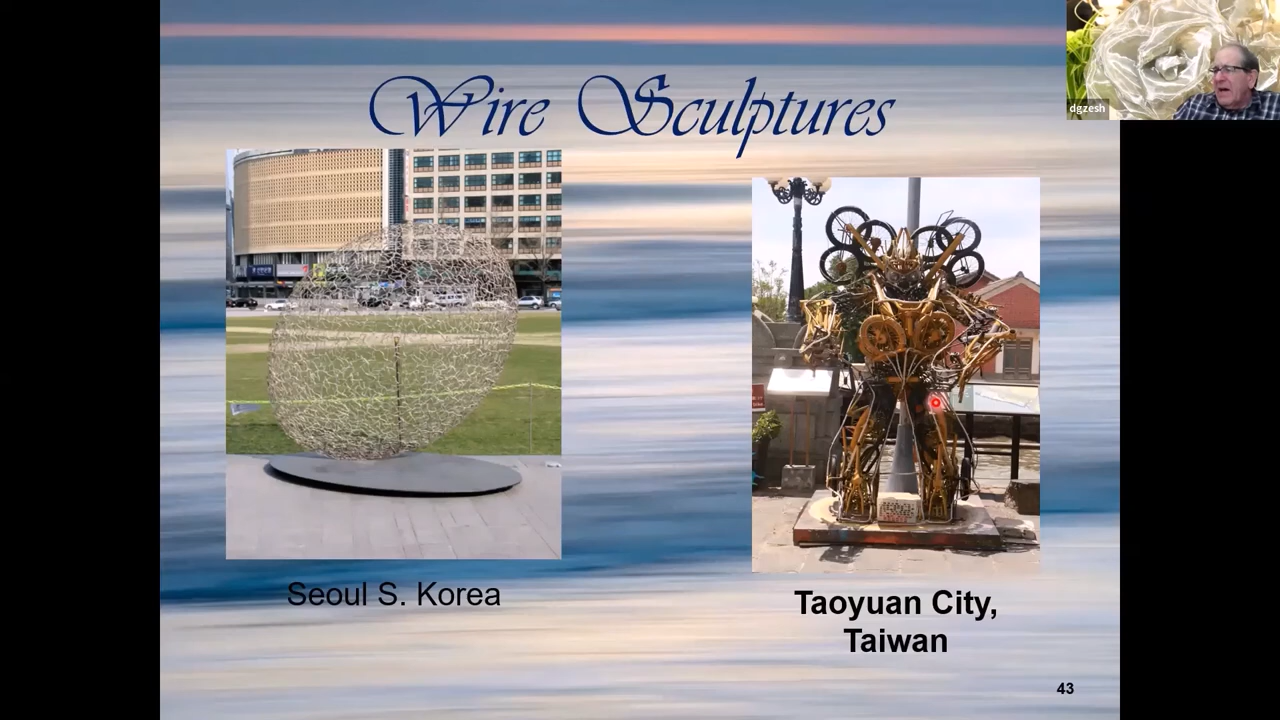 Wire Sculptures
dgzesh
Seoul S. Korea
Taoyuan City,
Taiwan
43